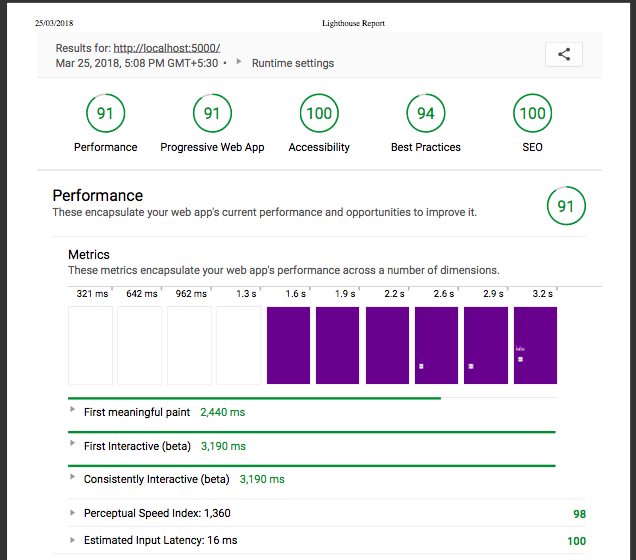 25/03/2018 Lighthouse Report
Results for: http://localhost:5000/
Mar 25, 2018, 5:08 PM GMT+5:30 • Runtime settings
91 91 100 94 100
Performance Progressive Web App Accessibility Best Practices SEO
Performance
These encapsulate your web app's current performance and opportunities to improve it.
91
Metrics
These metrics encapsulate your web app's performance across a number of dimensions.
321 ms 642 ms 962 ms 1.3 s 1.6 s 1.9 s 2.2 s 2.6 s 2.9 s 3.2 s
First meaningful paint 2,440 ms
First Interactive (beta) 3,190 ms
Consistently Interactive (beta) 3,190 ms
Perceptual Speed Index: 1,360 98
Estimated Input Latency: 16 ms 100